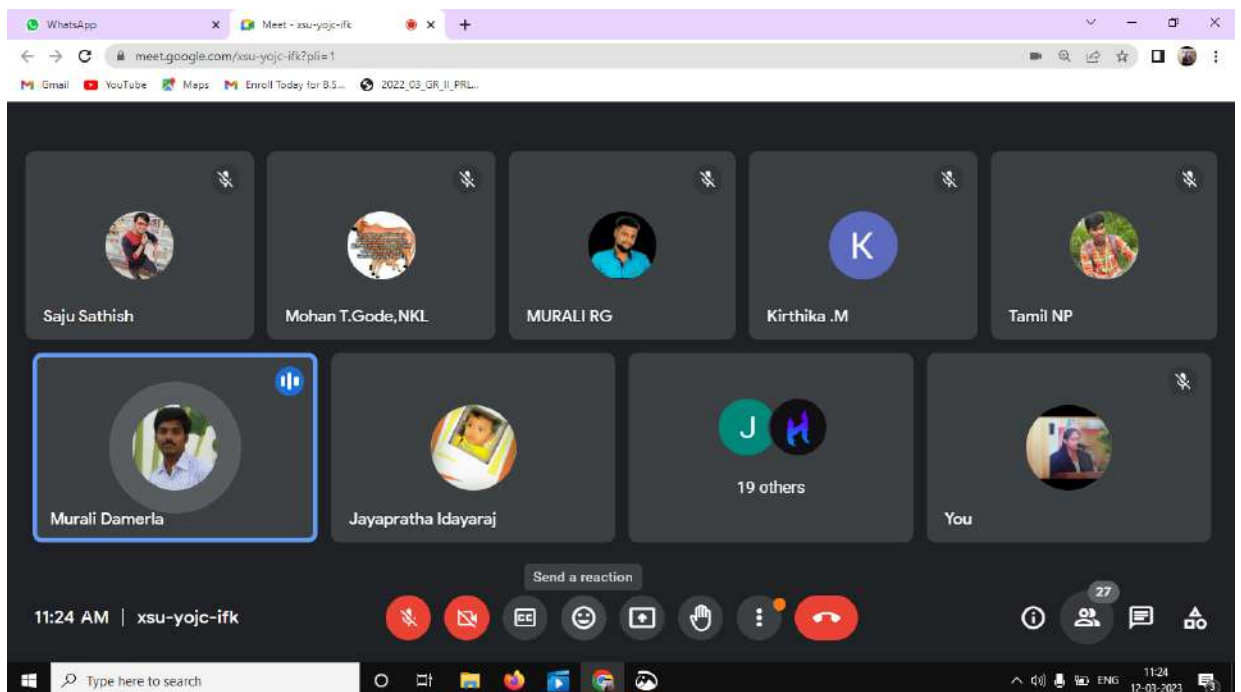 WhatsApp
Meet - xsu-yojc-ifk
meet.google.com/xsu-yojc-ifk?pli=1
Gmail
YouTube
Maps
Enroll Today for B.S...
2022_03_GR_II_PRL...
Saju Sathish
Mohan T.Gode,NKL
MURALI RG
K
Kirthika .M
Tamil NP
Murali Damerla
Jayapratha Idayaraj
J
19 others
You
Send a reaction
11:24 AM | xsu-yojc-ifk
CC
27
Type here to search
ENG
11:24
12-03-2023